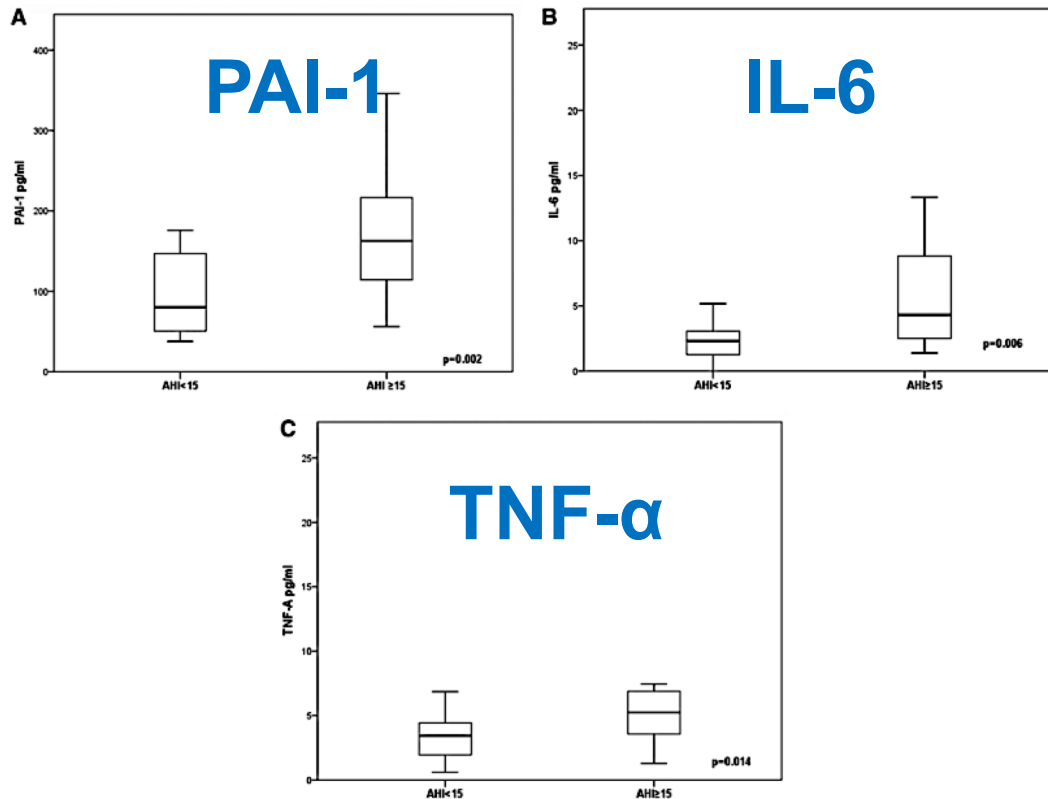 A
PAI-1
400
300
200
100
0
PAI-1 pg/ml
p=0.002
AHI<15
AHI ≥15
B
IL-6
25
20
15
10
5
0
IL-6 pg/ml
p=0.006
AHI<15
AHI≥15
C
TNF-α
25
20
15
10
5
0
TNF-A pg/ml
p=0.014
AHI<15
AHI≥15